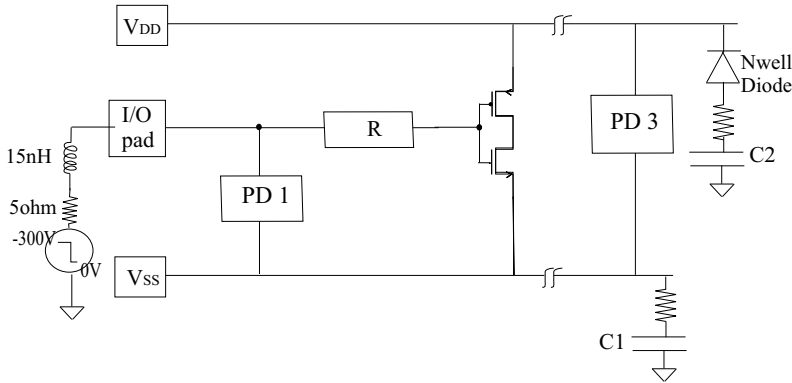 VDD
Nwell
Diode
I/O
pad
R
PD 3
15nH
C2
PD 1
5ohm
-300V
0V
VSS
C1